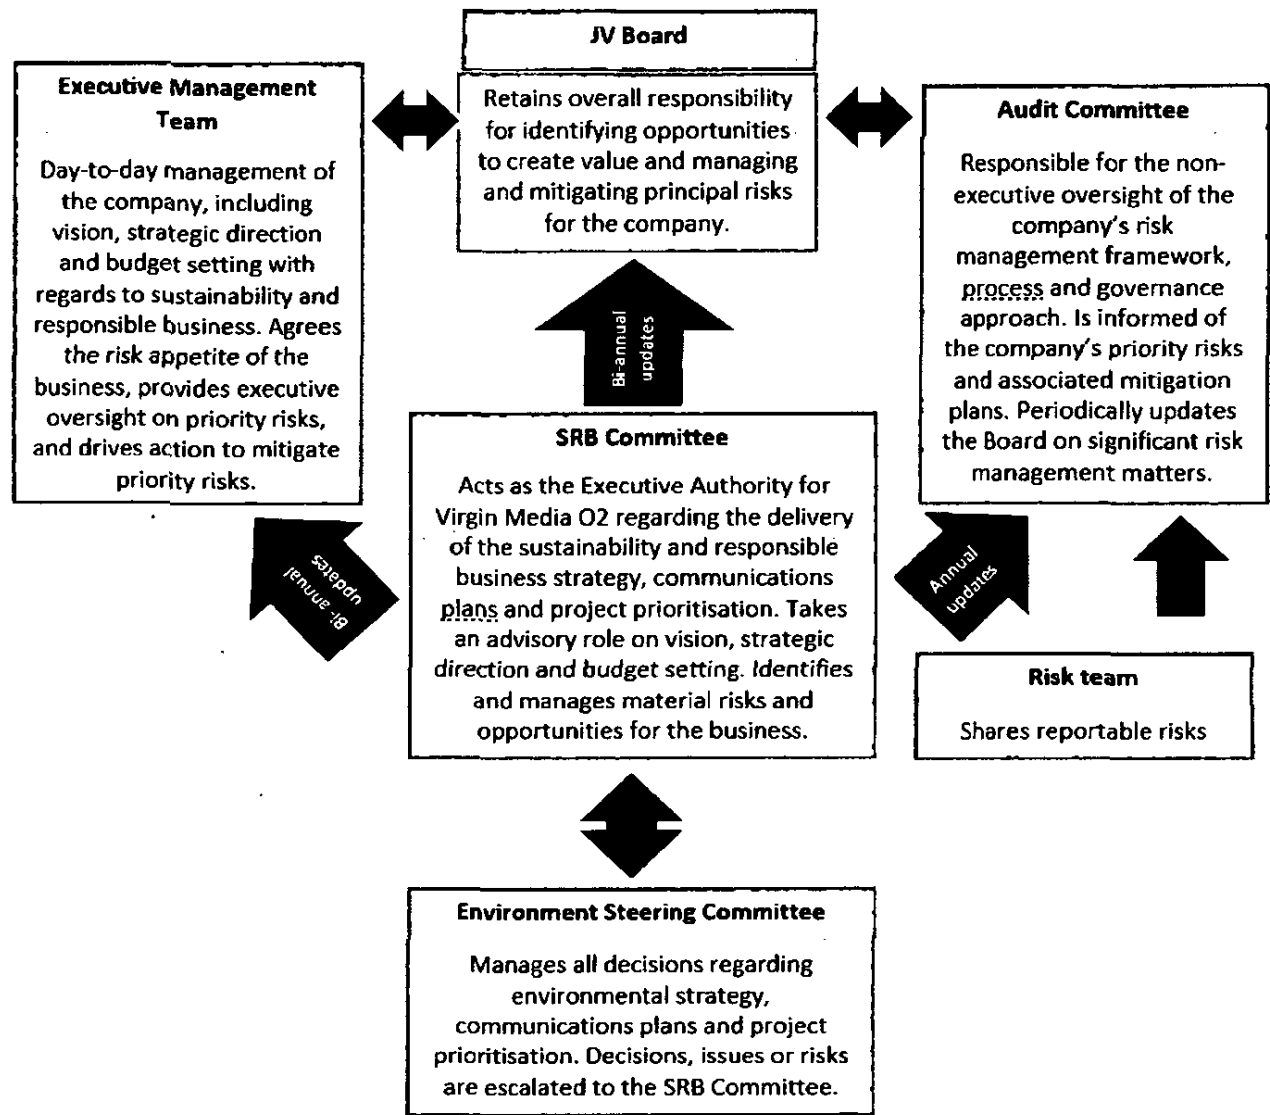 JV Board
Retains overall responsibility
for identifying opportunities
to create value and managing
and mitigating principal risks
for the company.
Executive Management
Team
Day-to-day management of
the company, including
vision, strategic direction
and budget setting with
regards to sustainability and
responsible business. Agrees
the risk appetite of the
business, provides executive
oversight on priority risks,
and drives action to mitigate
priority risks.
Audit Committee
Responsible for the non-
executive oversight of the
company's risk
management framework,
process and governance
approach. Is informed of
the company's priority risks
and associated mitigation
plans. Periodically updates
the Board on significant risk
management matters.
Bi-annual
updates
SRB Committee
Acts as the Executive Authority for
Virgin Media O2 regarding the delivery
of the sustainability and responsible
business strategy, communications
plans and project prioritisation. Takes
an advisory role on vision, strategic
direction and budget setting. Identifies
and manages material risks and
opportunities for the business.
Bi- annual
updates
Annual
updates
Risk team
Shares reportable risks
Environment Steering Committee
Manages all decisions regarding
environmental strategy,
communications plans and project
prioritisation. Decisions, issues or risks
are escalated to the SRB Committee.